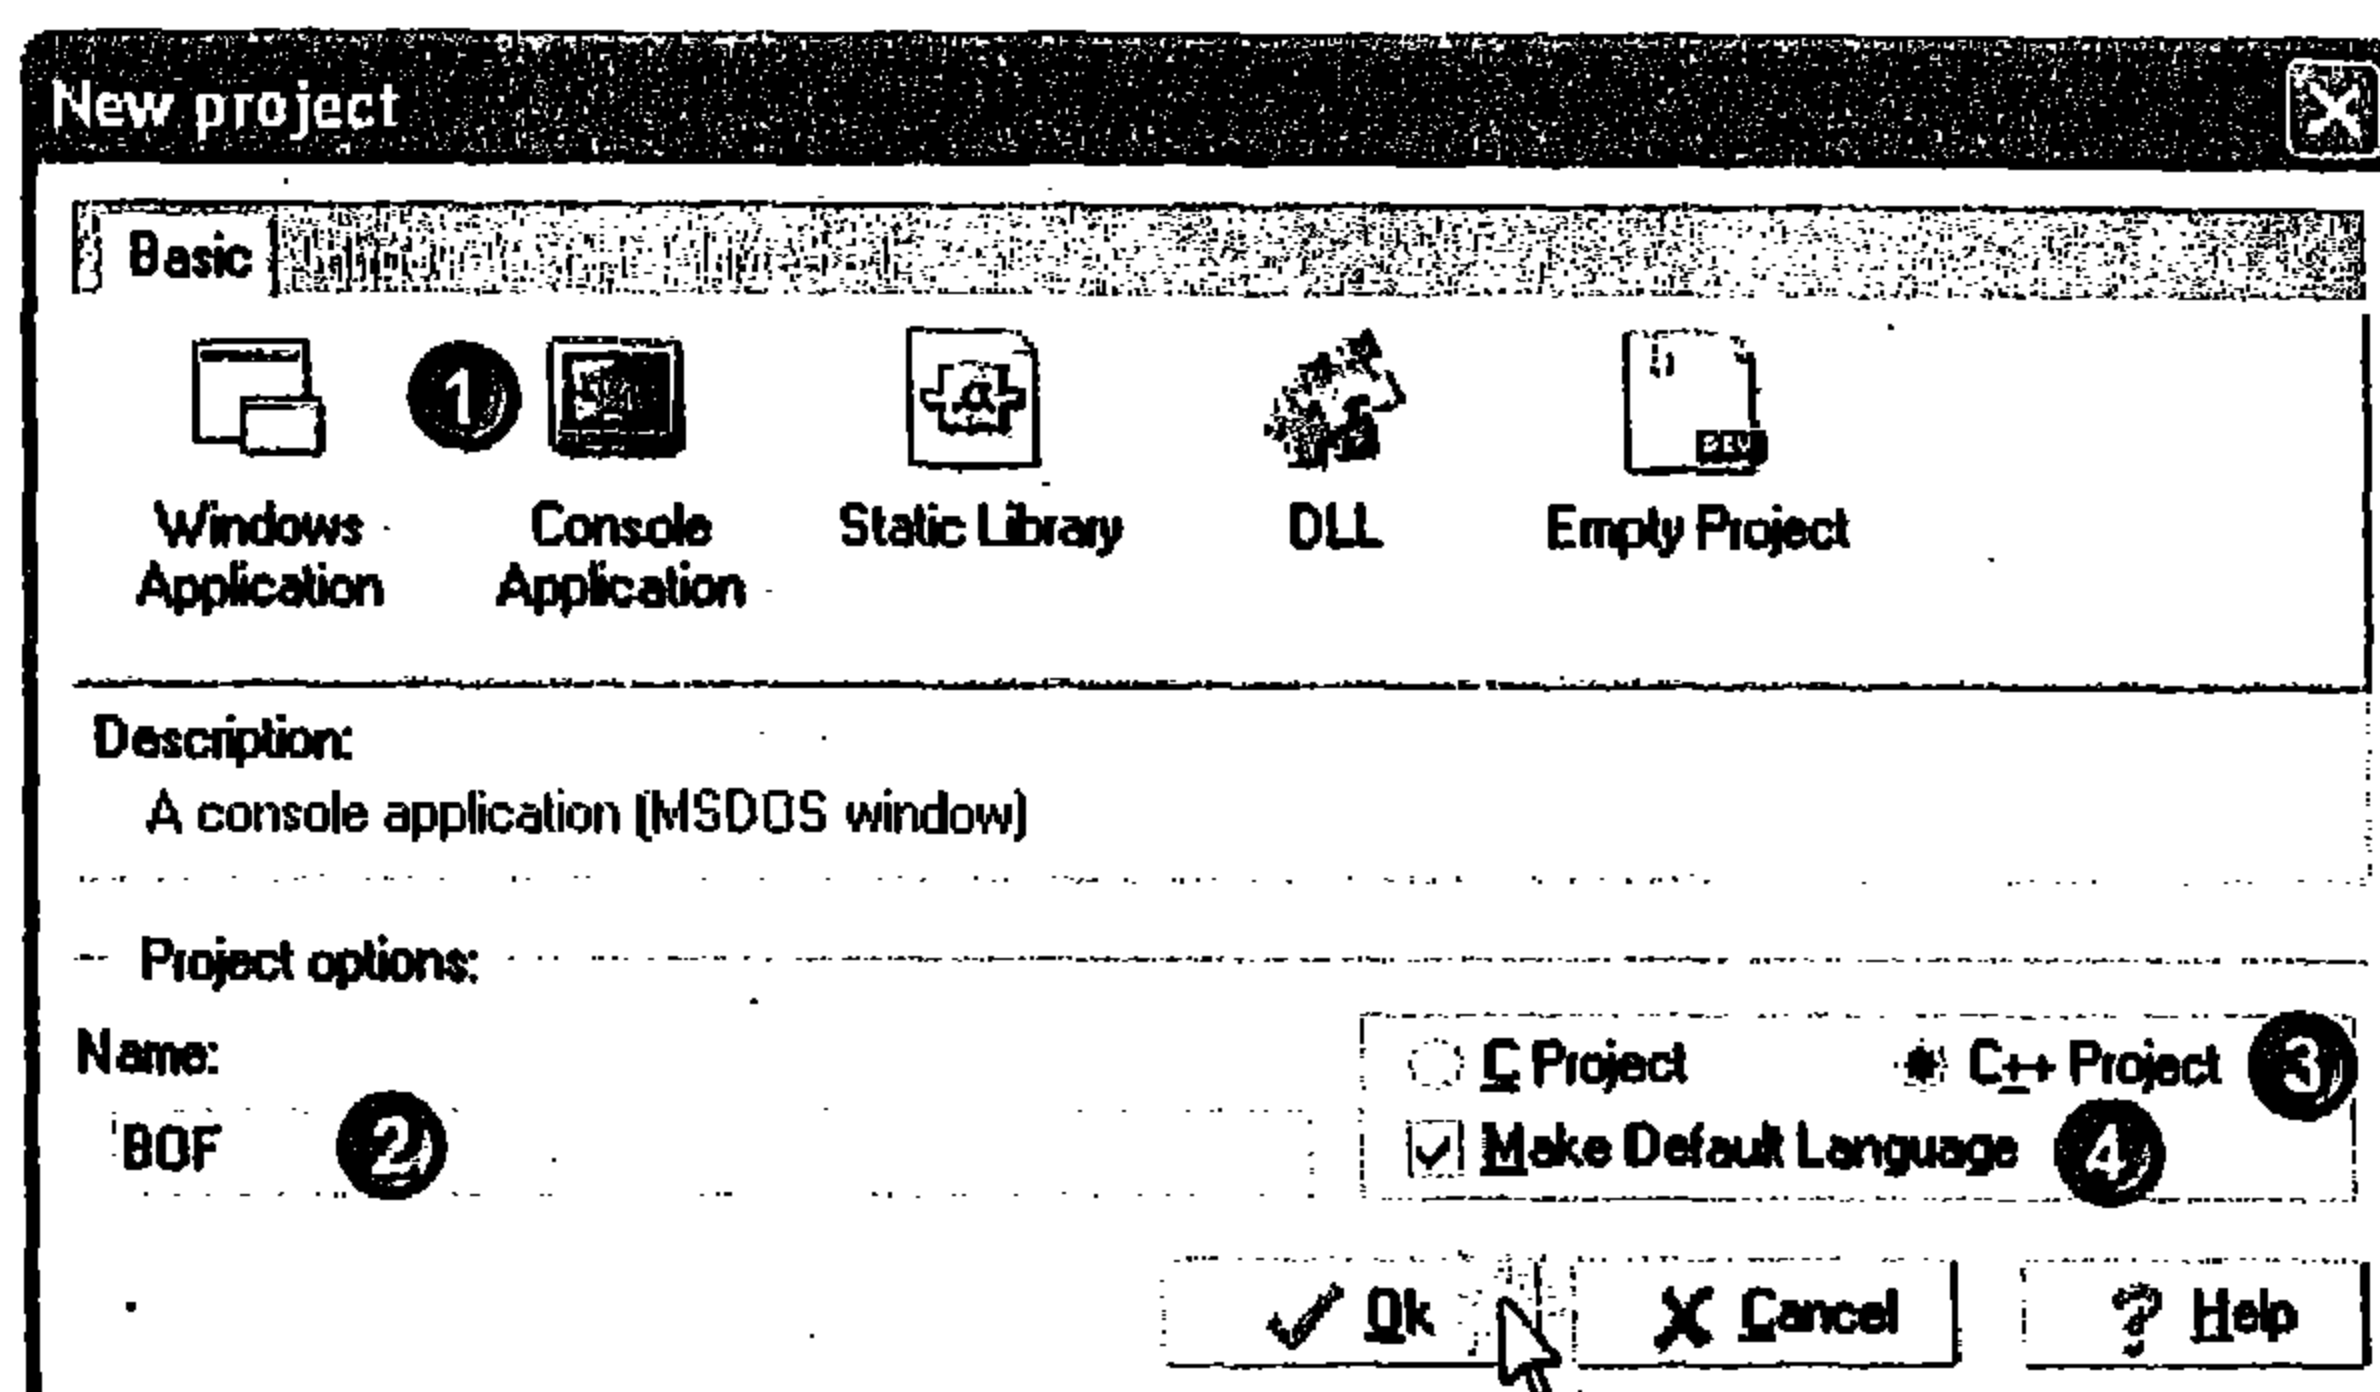 New project
Basic
1
Windows Application
Console Application
Static Library
DLL
Empty Project
DEV
Description:
A console application (MSDOS window)
Project options:
Name:
C Project
C++ Project 3
BOF 2
Make Default Language 4
Ok
Cancel
Help